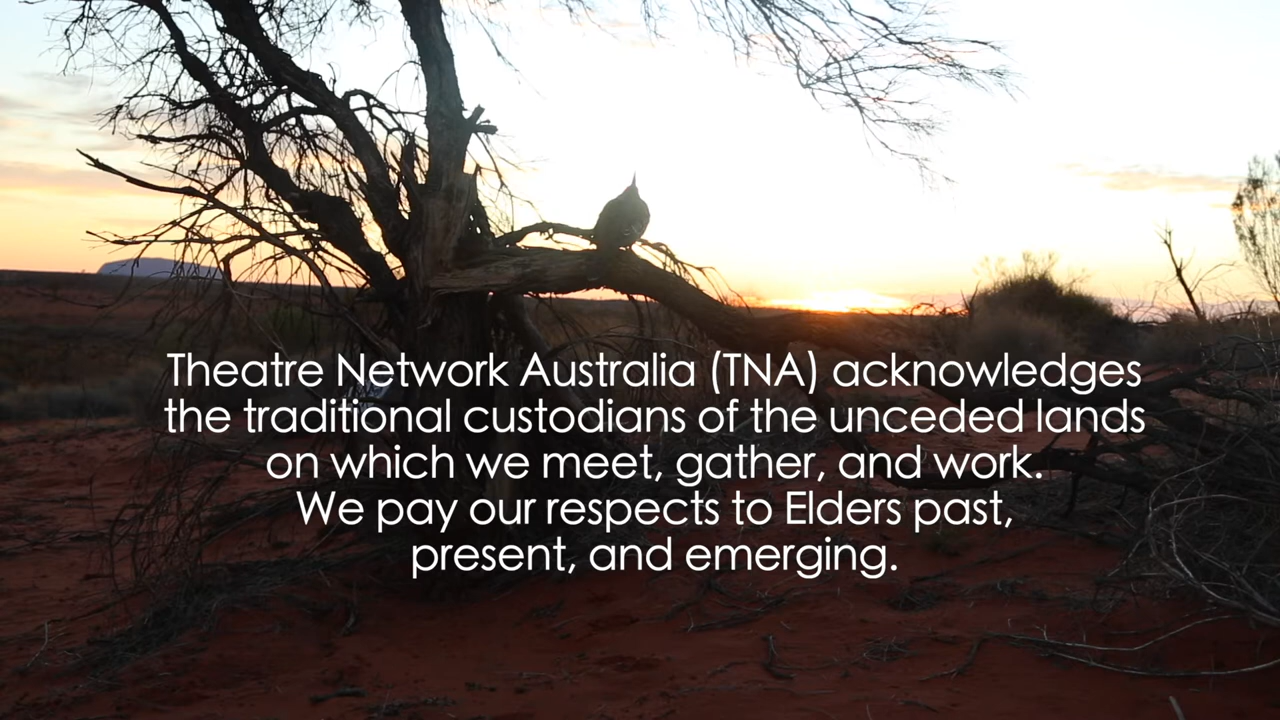 Theatre Network Australia (TNA) acknowledges
the traditional custodians of the unceded lands
on which we meet, gather, and work.
We pay our respects to Elders past,
present, and emerging.